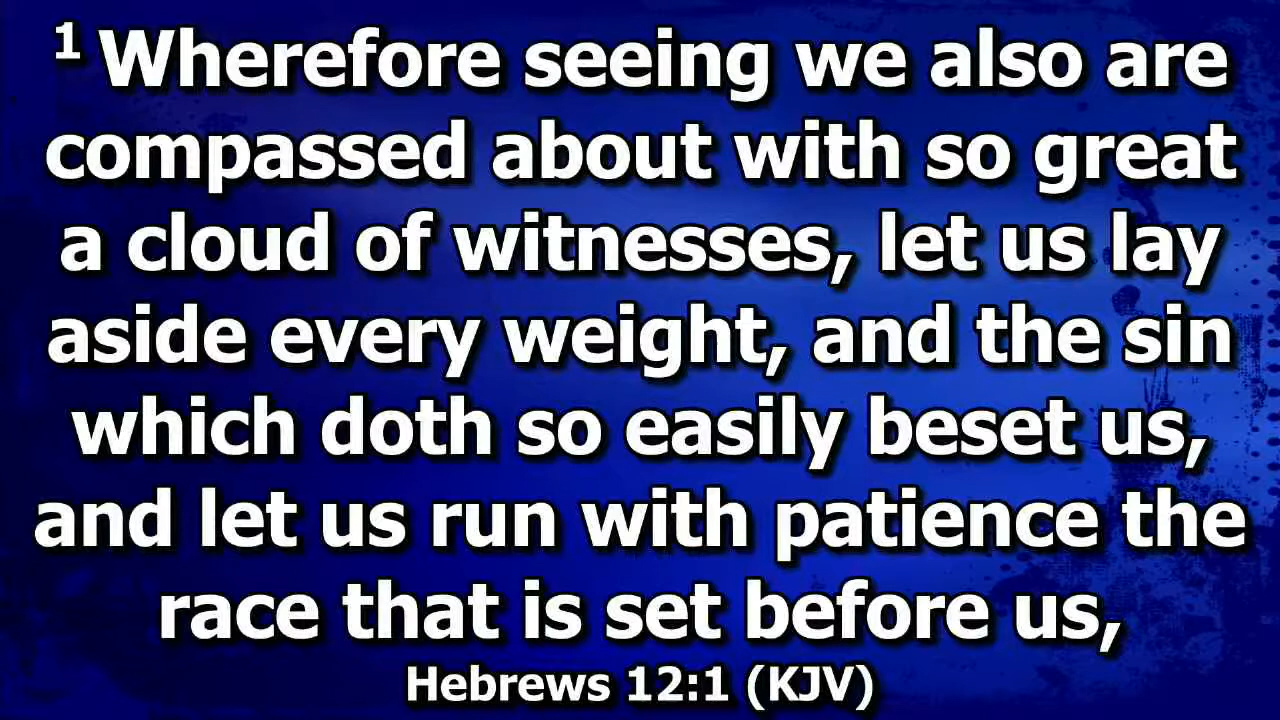 1 Wherefore seeing we also are
compassed about with so great
a cloud of witnesses, let us lay
aside every weight, and the sin
which doth so easily beset us,
and let us run with patience the
race that is set before us,
Hebrews 12:1 (KJV)